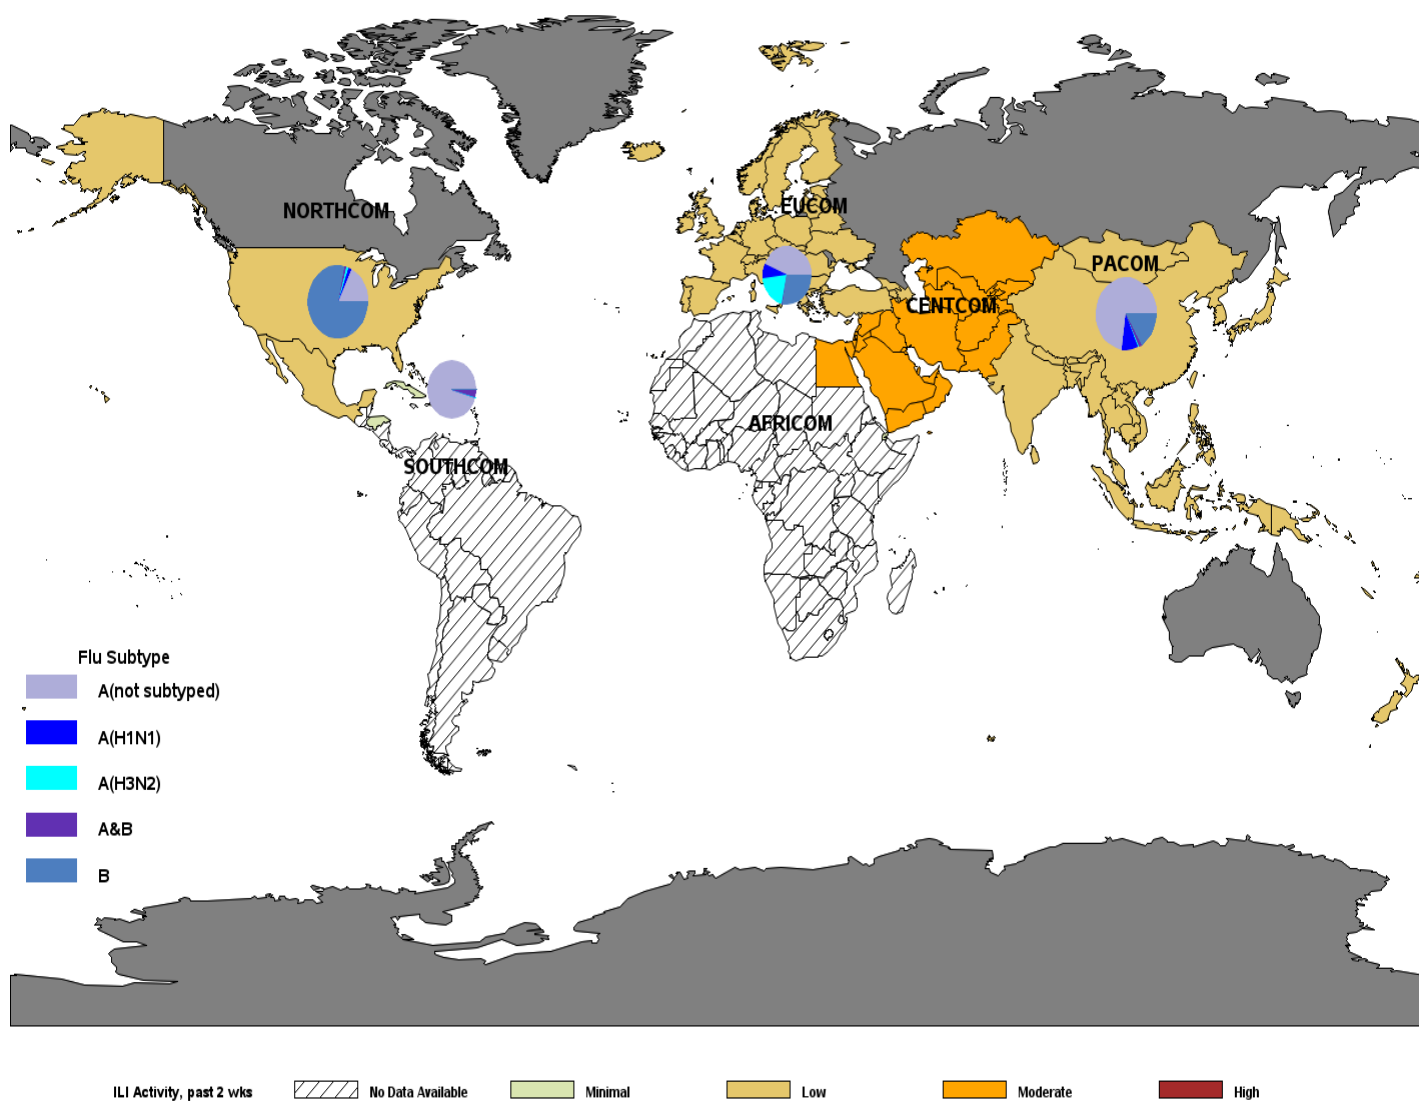 NORTHCOM
EUCOM
PACOM
CENTCOM
AFRICOM
SOUTHCOM
Flu Subtype
A(not subtyped)
A(H1N1)
A(H3N2)
A&B
B
ILI Activity, past 2 wks No Data Available Minimal Low Moderate High